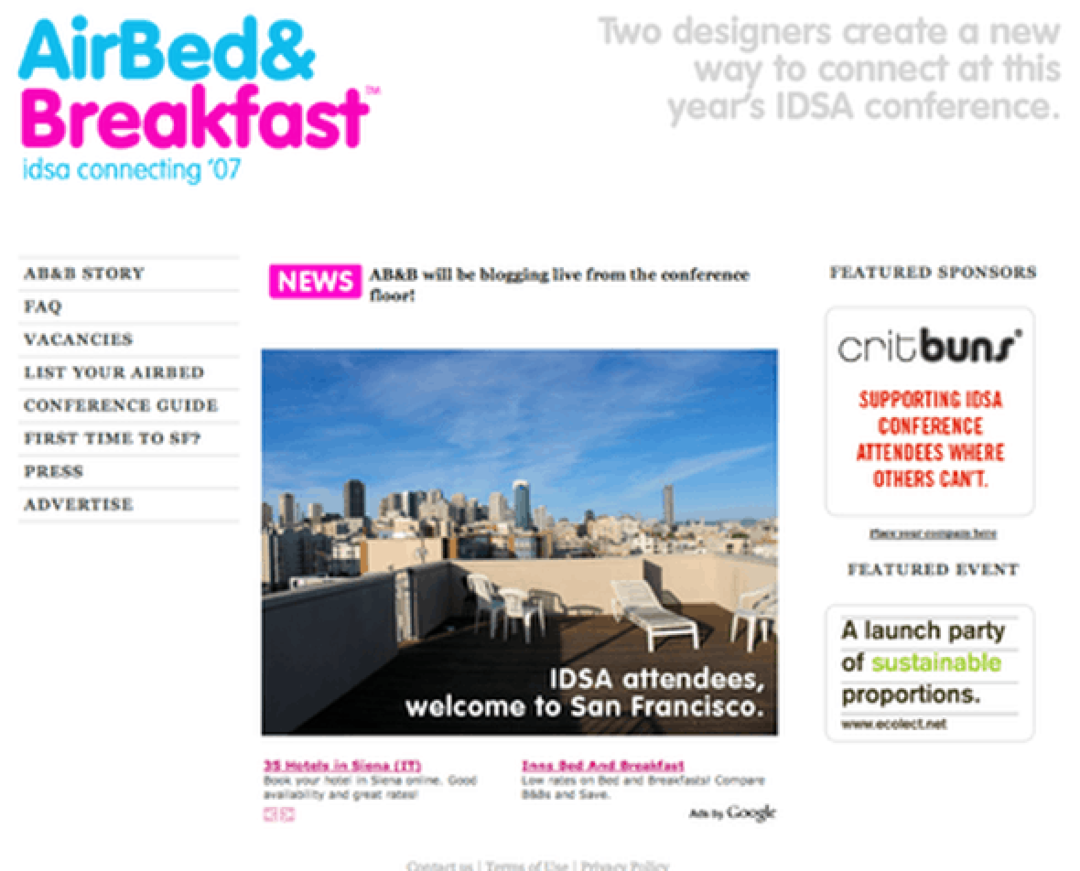 AirBed&
Breakfast™
idsa connecting '07
Two designers create a new
way to connect at this
year's IDSA conference.
AB&B STORY
FAQ
VACANCIES
LIST YOUR AIRBED
CONFERENCE GUIDE
FIRST TIME TO SF?
PRESS
ADVERTISE
NEWS
AB&B will be blogging live from the conference
floor!
IDSA attendees,
welcome to San Francisco.
35 Hotels in Siena (IT)
Book your hotel in Siena online. Good
availability and great rates!
Inns Bed And Breakfast
Low rates on Bed and Breakfasts! Compare
B&Bs and Save.
Ads by Google
FEATURED SPONSORS
critbuns®
SUPPORTING IDSA
CONFERENCE
ATTENDEES WHERE
OTHERS CAN'T.
Place your company here
FEATURED EVENT
A launch party
of sustainable
proportions.
www.ecolect.net
Contact us | Terms of Use | Privacy Policy